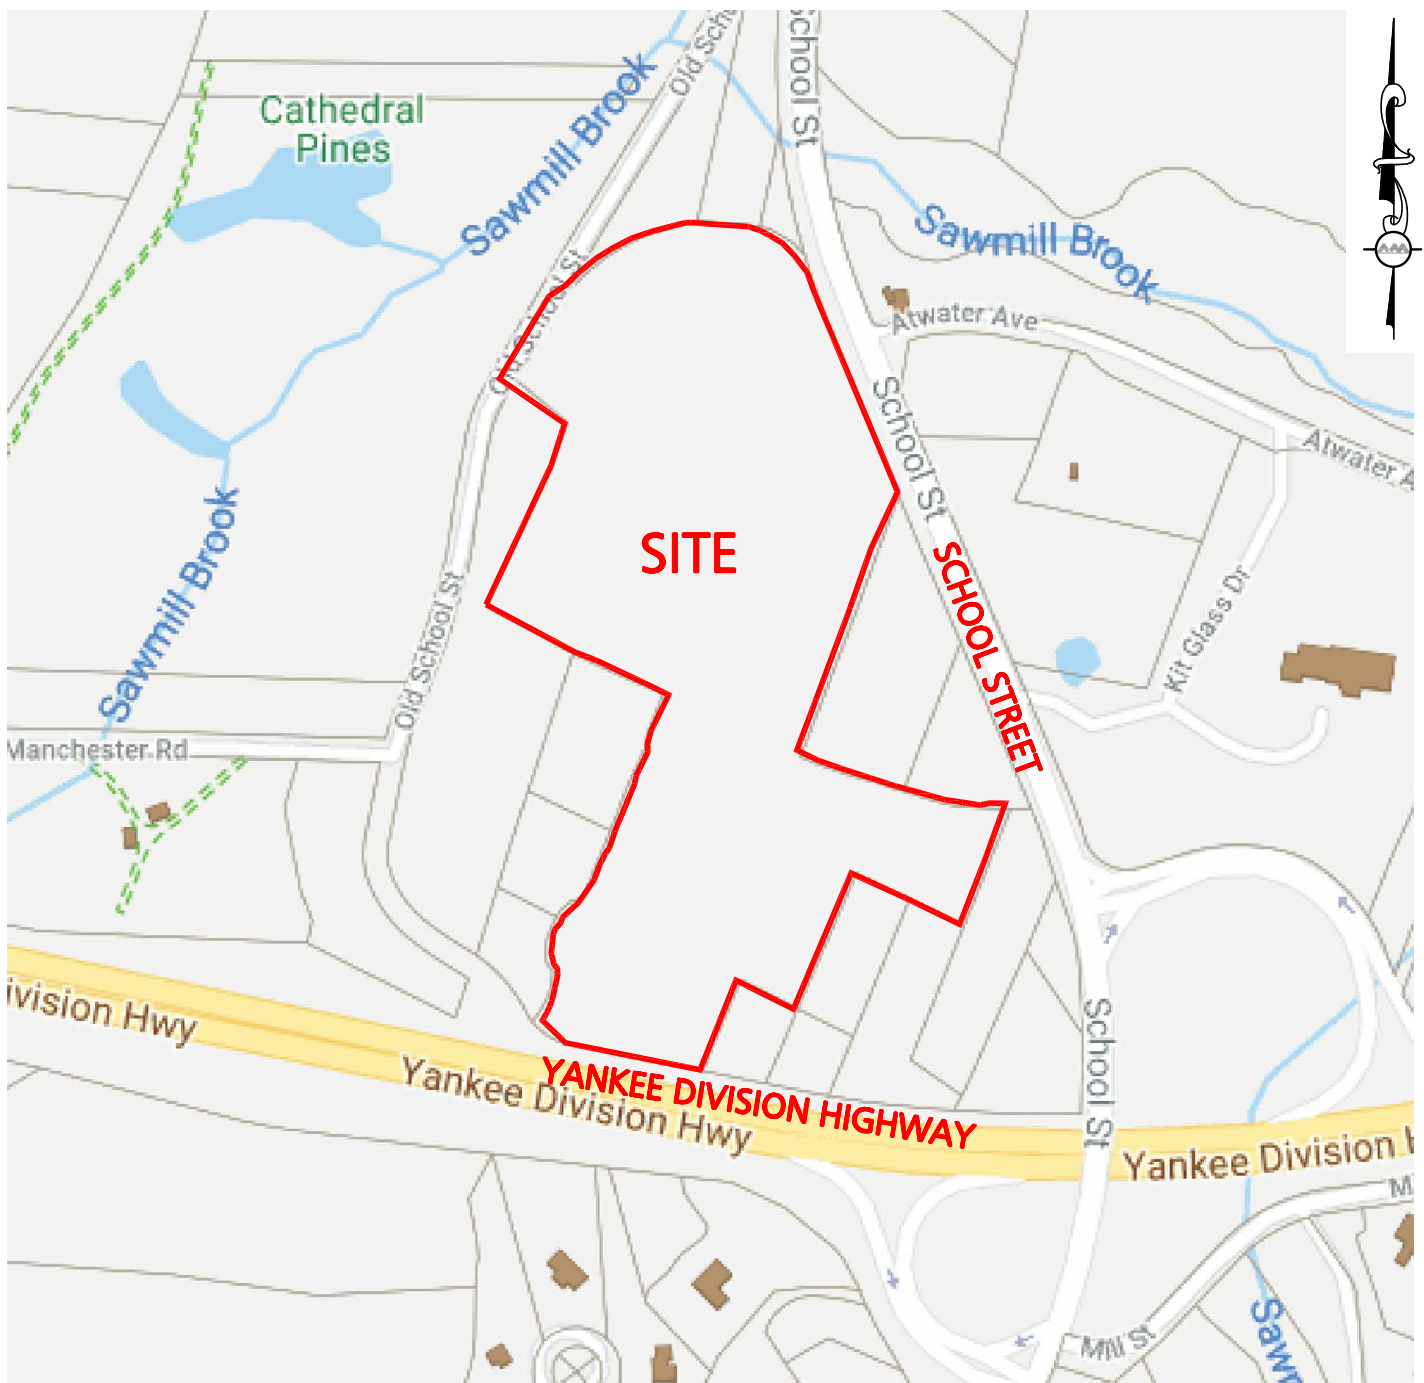 Old Scho
School St
Cathedral
Pines
Sawmill Brook
Sawmill Brook
Old School St
Atwater Ave
School St
Atwater A
Sawmill Brook
SITE
SCHOOL STREET
Old School St
Kit Glass Dr
Manchester Rd
ivision Hwy
Yankee Division Hwy
YANKEE DIVISION HIGHWAY
School St
Yankee Division H
M
Mill St
Sawm